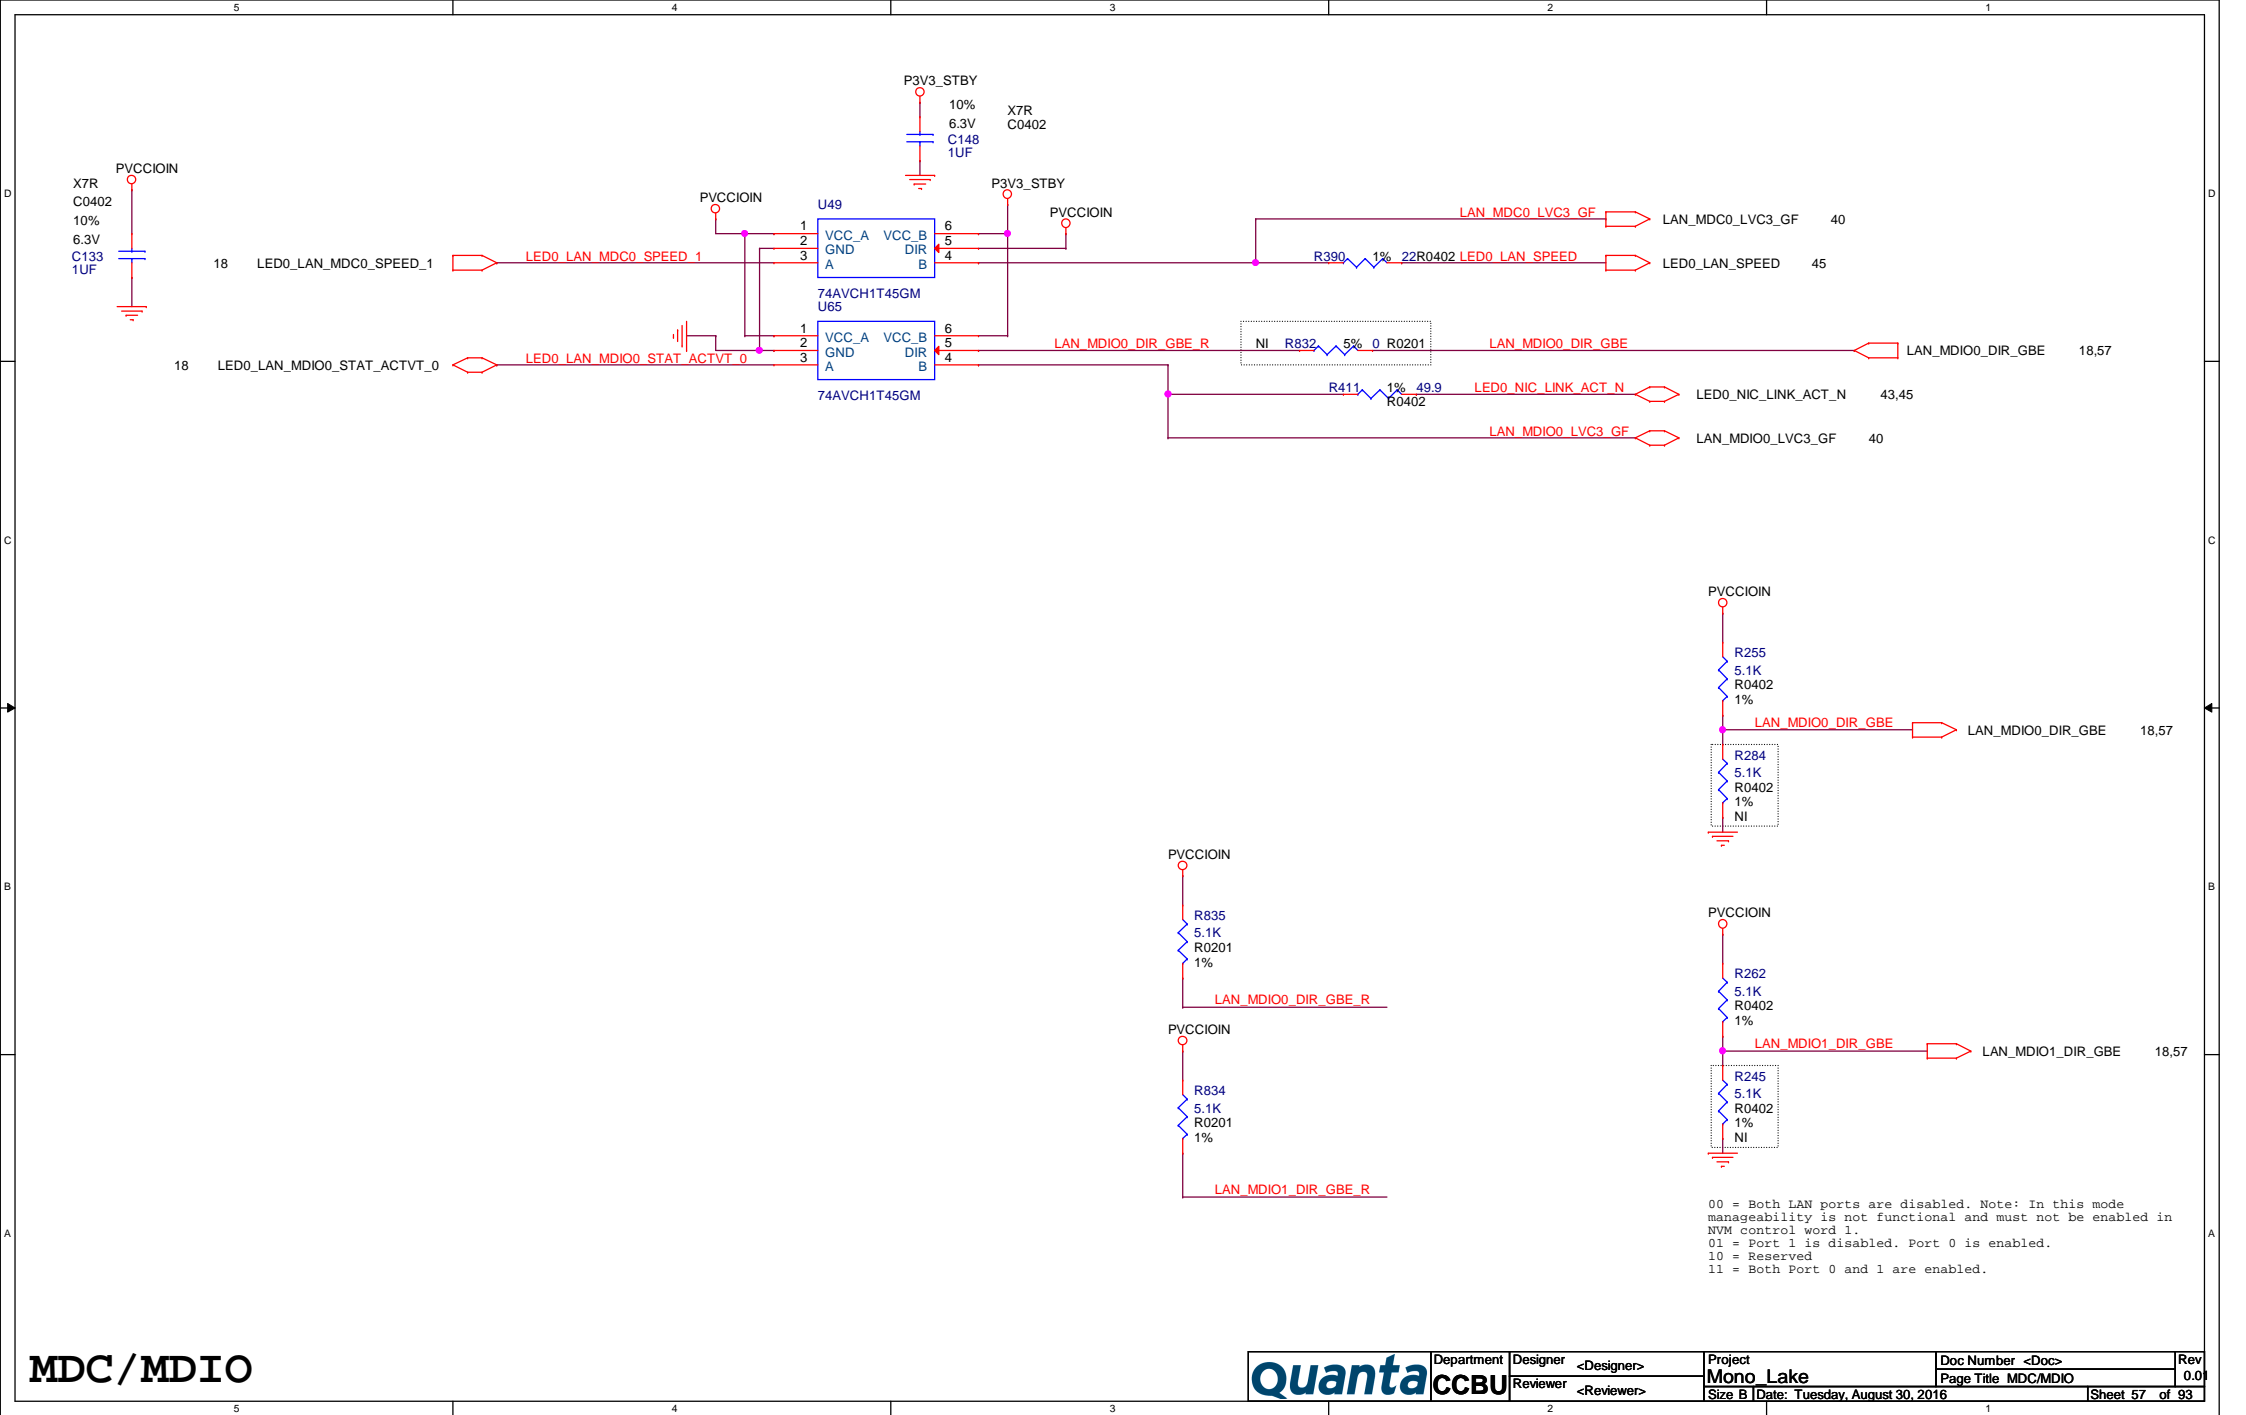 5
4
3
2
1
D
C
B
A
D
C
B
A
P3V3_STBY
10%
6.3V
C148
1UF
X7R
C0402
PVCCIOIN
X7R
C0402
10%
6.3V
C133
1UF
PVCCIOIN
P3V3_STBY
PVCCIOIN
U49
1 VCC_A VCC_B 6
2 GND DIR 5
3 A B 4
74AVCH1T45GM
18 LED0_LAN_MDC0_SPEED_1
LED0_LAN_MDC0_SPEED_1
LAN_MDC0_LVC3_GF
LAN_MDC0_LVC3_GF 40
R390 1% 22 R0402
LED0_LAN_SPEED
LED0_LAN_SPEED 45
U65
1 VCC_A VCC_B 6
2 GND DIR 5
3 A B 4
74AVCH1T45GM
18 LED0_LAN_MDIO0_STAT_ACTVT_0
LED0_LAN_MDIO0_STAT_ACTVT_0
LAN_MDIO0_DIR_GBE_R
NI R832 5% 0 R0201
LAN_MDIO0_DIR_GBE
LAN_MDIO0_DIR_GBE 18,57
R411 1% 49.9
R0402
LED0_NIC_LINK_ACT_N
LED0_NIC_LINK_ACT_N 43,45
LAN_MDIO0_LVC3_GF
LAN_MDIO0_LVC3_GF 40
PVCCIOIN
R255
5.1K
R0402
1%
LAN_MDIO0_DIR_GBE
LAN_MDIO0_DIR_GBE 18,57
R284
5.1K
R0402
1%
NI
PVCCIOIN
R835
5.1K
R0201
1%
LAN_MDIO0_DIR_GBE_R
PVCCIOIN
R834
5.1K
R0201
1%
LAN_MDIO1_DIR_GBE_R
PVCCIOIN
R262
5.1K
R0402
1%
LAN_MDIO1_DIR_GBE
LAN_MDIO1_DIR_GBE 18,57
R245
5.1K
R0402
1%
NI
00 = Both LAN ports are disabled. Note: In this mode
manageability is not functional and must not be enabled in
NVM control word 1.
01 = Port 1 is disabled. Port 0 is enabled.
10 = Reserved
11 = Both Port 0 and 1 are enabled.
MDC/MDIO
Quanta
Department
CCBU
Designer <Designer>
Reviewer <Reviewer>
Project
Mono_Lake
Doc Number <Doc>
Page Title MDC/MDIO
Rev
0.01
Size B Date: Tuesday, August 30, 2016
Sheet 57 of 93
5
4
3
2
1